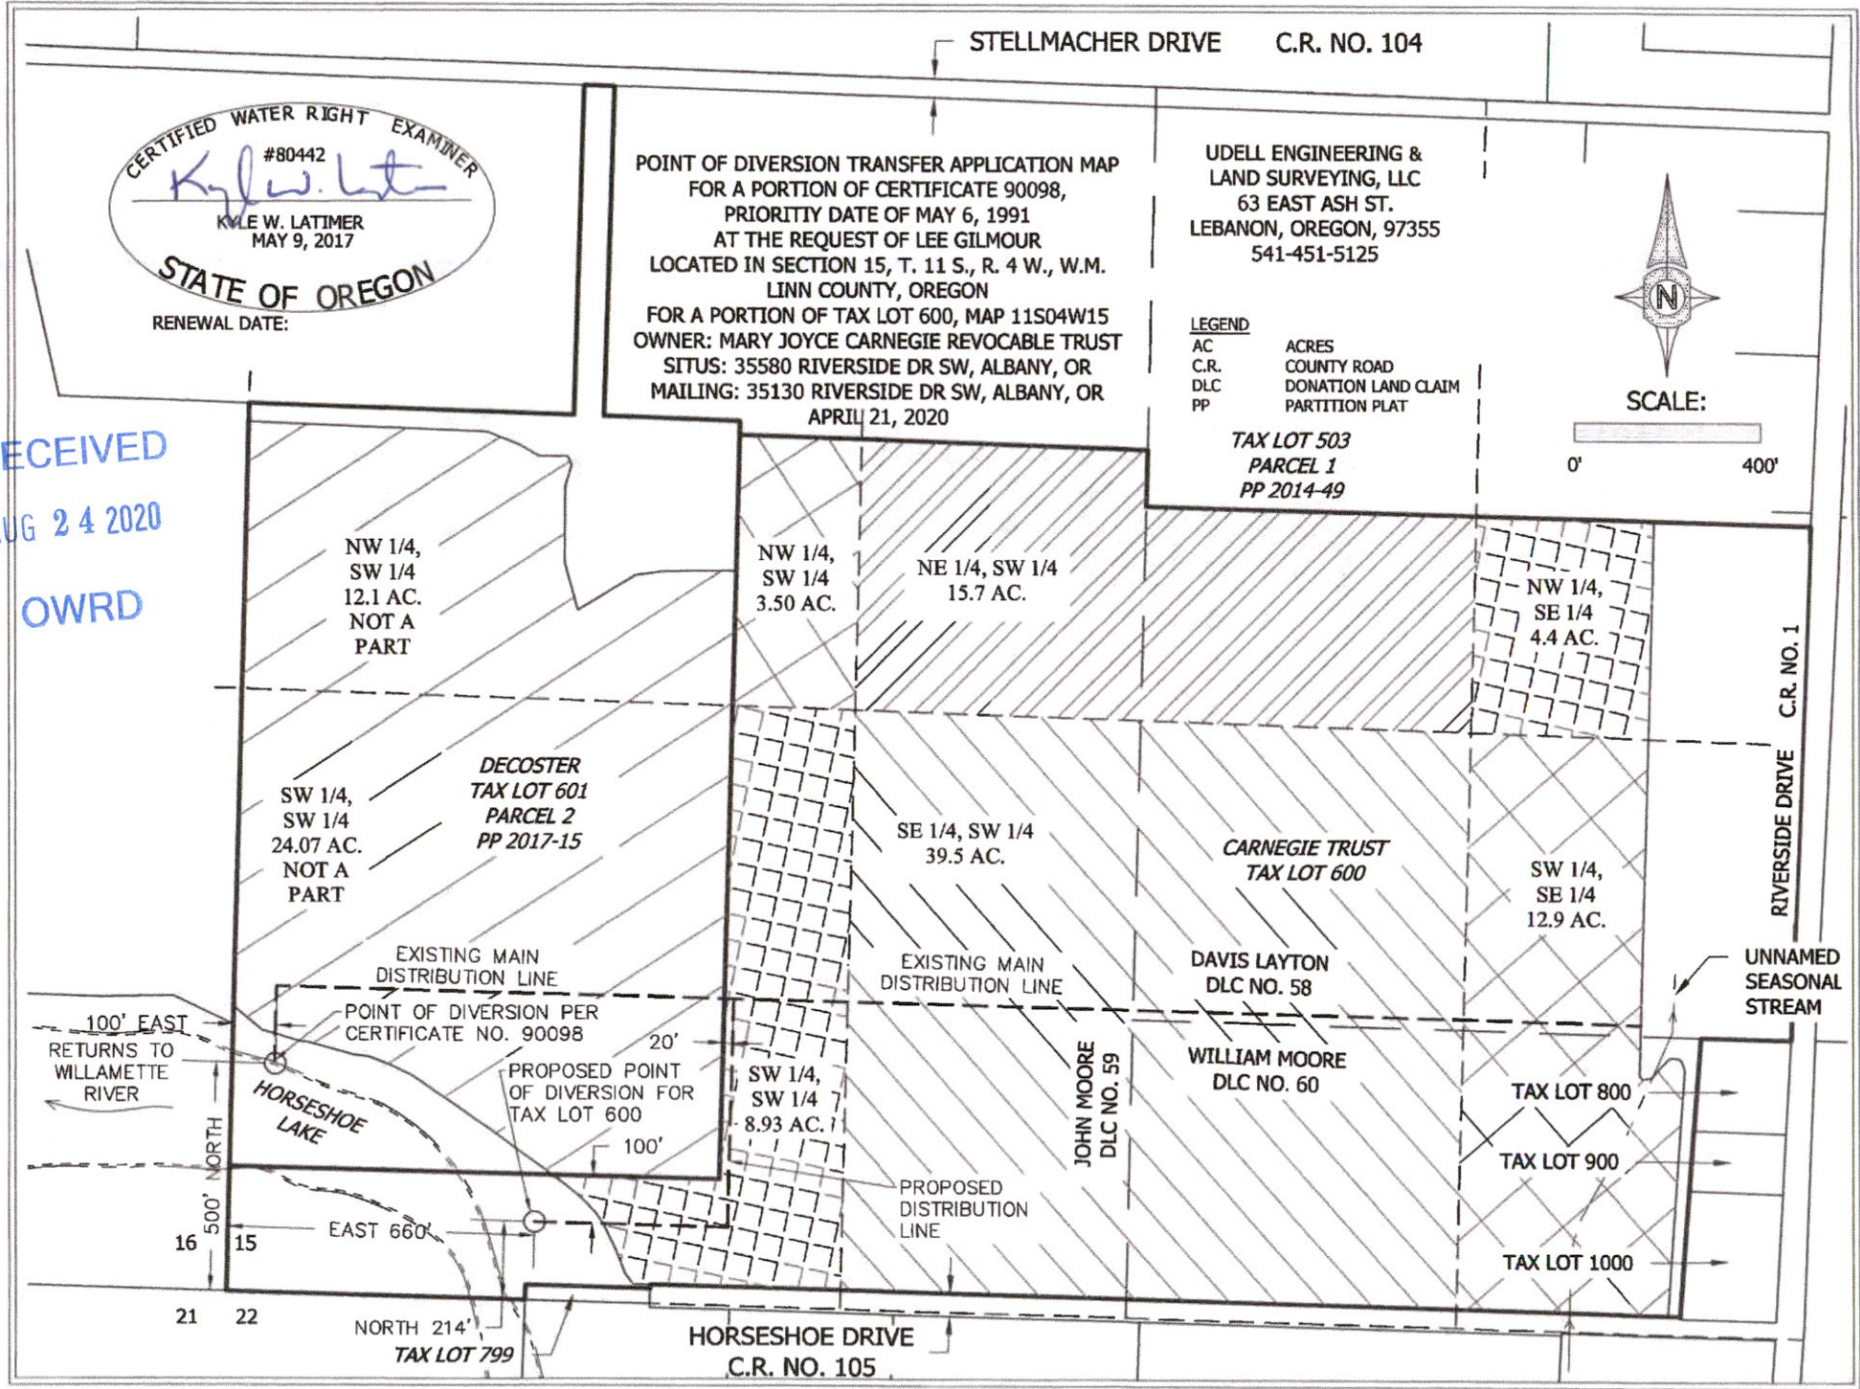 STELLMACHER DRIVE C.R. NO. 104
CERTIFIED WATER RIGHT EXAMINER
#80442
KYLE W. LATIMER
MAY 9, 2017
STATE OF OREGON
RENEWAL DATE:
POINT OF DIVERSION TRANSFER APPLICATION MAP
FOR A PORTION OF CERTIFICATE 90098,
PRIORITIY DATE OF MAY 6, 1991
AT THE REQUEST OF LEE GILMOUR
LOCATED IN SECTION 15, T. 11 S., R. 4 W., W.M.
LINN COUNTY, OREGON
FOR A PORTION OF TAX LOT 600, MAP 11S04W15
OWNER: MARY JOYCE CARNEGIE REVOCABLE TRUST
SITUS: 35580 RIVERSIDE DR SW, ALBANY, OR
MAILING: 35130 RIVERSIDE DR SW, ALBANY, OR
APRIL 21, 2020
UDELL ENGINEERING &
LAND SURVEYING, LLC
63 EAST ASH ST.
LEBANON, OREGON, 97355
541-451-5125
LEGEND
AC ACRES
C.R. COUNTY ROAD
DLC DONATION LAND CLAIM
PP PARTITION PLAT
TAX LOT 503
PARCEL 1
PP 2014-49
N
SCALE:
0' 400'
ECEIVED
UG 24 2020
OWRD
NW 1/4,
SW 1/4
12.1 AC.
NOT A
PART
NW 1/4,
SW 1/4
3.50 AC.
NE 1/4, SW 1/4
15.7 AC.
NW 1/4,
SE 1/4
4.4 AC.
RIVERSIDE DRIVE C.R. NO. 1
SW 1/4,
SW 1/4
24.07 AC.
NOT A
PART
DECOSTER
TAX LOT 601
PARCEL 2
PP 2017-15
SE 1/4, SW 1/4
39.5 AC.
CARNEGIE TRUST
TAX LOT 600
SW 1/4,
SE 1/4
12.9 AC.
EXISTING MAIN
DISTRIBUTION LINE
EXISTING MAIN
DISTRIBUTION LINE
DAVIS LAYTON
DLC NO. 58
UNNAMED
SEASONAL
STREAM
100' EAST
POINT OF DIVERSION PER
CERTIFICATE NO. 90098
20'
RETURNS TO
WILLAMETTE
RIVER
HORSESHOE
LAKE
PROPOSED POINT
OF DIVERSION FOR
TAX LOT 600
100'
SW 1/4,
SW 1/4
8.93 AC.
JOHN MOORE
DLC NO. 59
WILLIAM MOORE
DLC NO. 60
TAX LOT 800
TAX LOT 900
TAX LOT 1000
500' NORTH
EAST 660'
PROPOSED
DISTRIBUTION
LINE
16 15
21 22
NORTH 214'
TAX LOT 799
HORSESHOE DRIVE
C.R. NO. 105